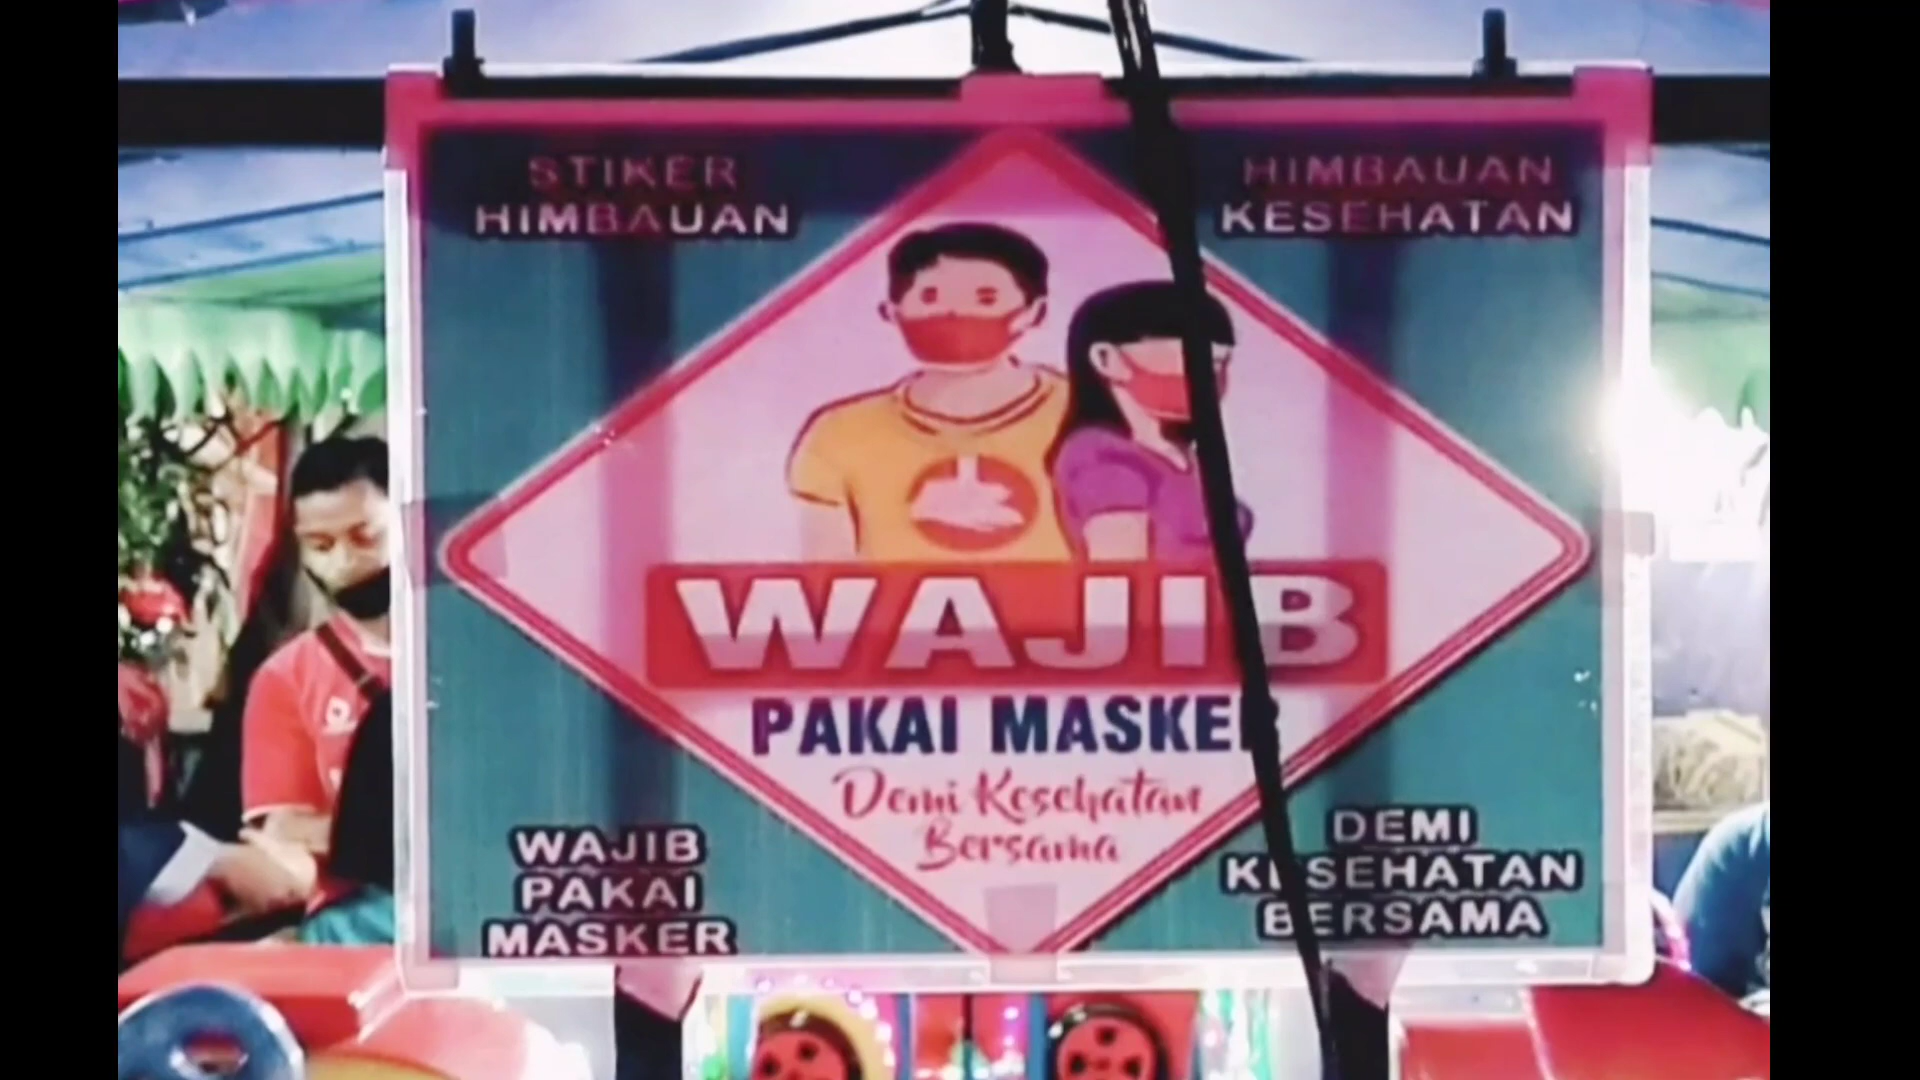 STIKER
HIMBAUAN
HIMBAUAN
KESEHATAN
WAJIB
PAKAI MASKER
Demi Kesehatan
Bersama
WAJIB
PAKAI
MASKER
DEMI
KESEHATAN
BERSAMA